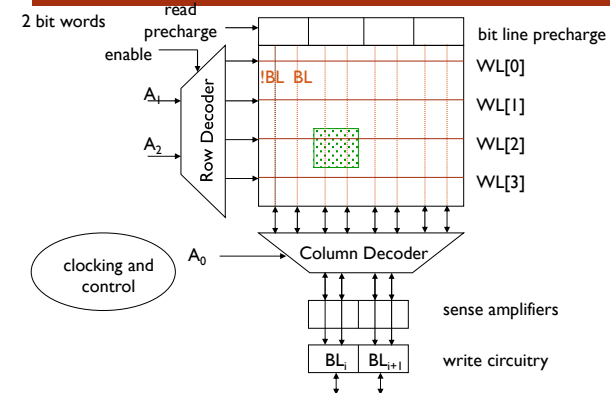 2 bit words
read
precharge
bit line precharge
enable
!BL BL
WL[0]
A1
WL[1]
Row Decoder
A2
WL[2]
WL[3]
clocking and
control
A0
Column Decoder
sense amplifiers
BLi BLi+1
write circuitry